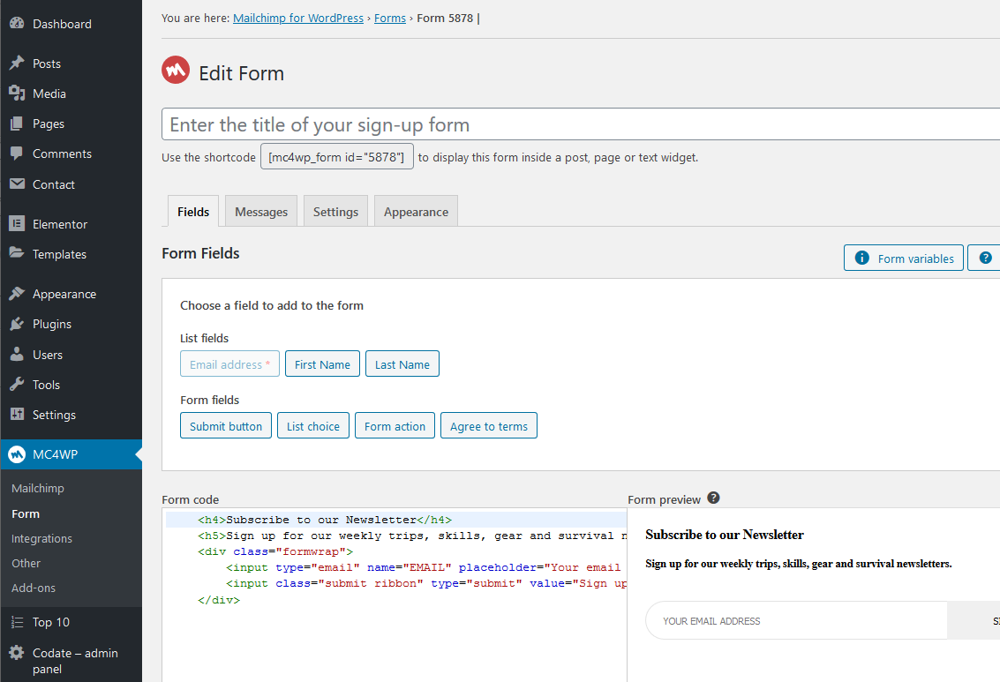 Dashboard
Posts
Media
Pages
Comments
Contact
Elementor
Templates
Appearance
Plugins
Users
Tools
Settings
MC4WP
Mailchimp
Form
Integrations
Other
Add-ons
Top 10
Codate – admin
panel
You are here: Mailchimp for WordPress › Forms › Form 5878 |
Edit Form
Enter the title of your sign-up form
Use the shortcode [mc4wp_form id="5878"] to display this form inside a post, page or text widget.
Fields Messages Settings Appearance
Form Fields
Form variables
Choose a field to add to the form
List fields
Email address * First Name Last Name
Form fields
Submit button List choice Form action Agree to terms
Form code
<h4>Subscribe to our Newsletter</h4>
<h5>Sign up for our weekly trips, skills, gear and survival n
<div class="formwrap">
<input type="email" name="EMAIL" placeholder="Your email
<input class="submit ribbon" type="submit" value="Sign up
</div>
Form preview
Subscribe to our Newsletter
Sign up for our weekly trips, skills, gear and survival newsletters.
YOUR EMAIL ADDRESS